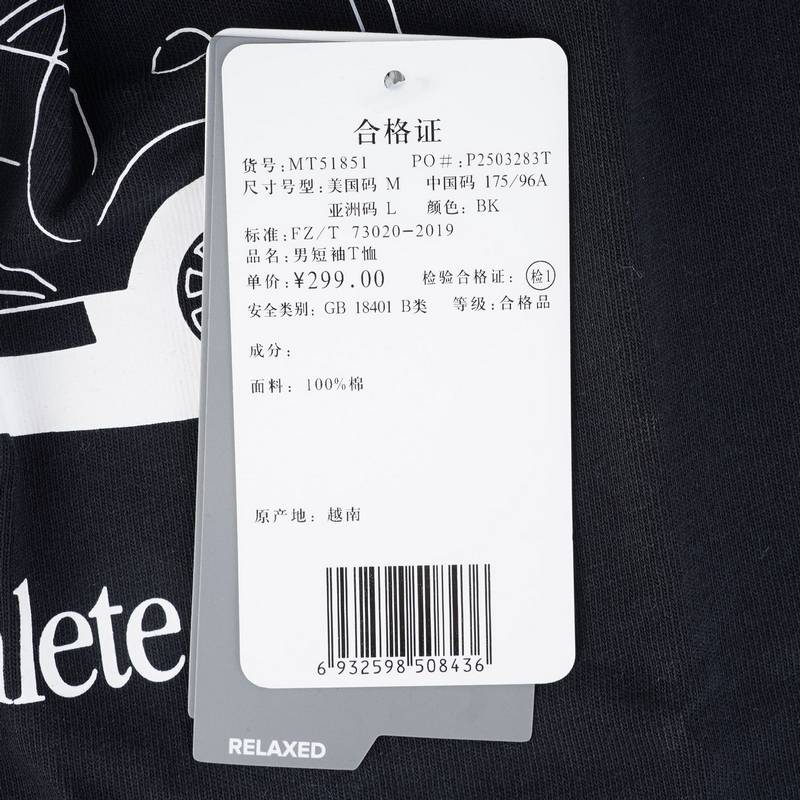 合格证
货号:MT51851 PO#:P2503283T
尺寸号型:美国码 M 中国码 175/96A
亚洲码 L 颜色: BK
标准:FZ/T 73020-2019
品名:男短袖T恤
单价:¥299.00 检验合格证: 检1
安全类别: GB 18401 B类 等级:合格品
成分:
面料: 100%棉
原产地: 越南
6 932598 508436
lete
RELAXED